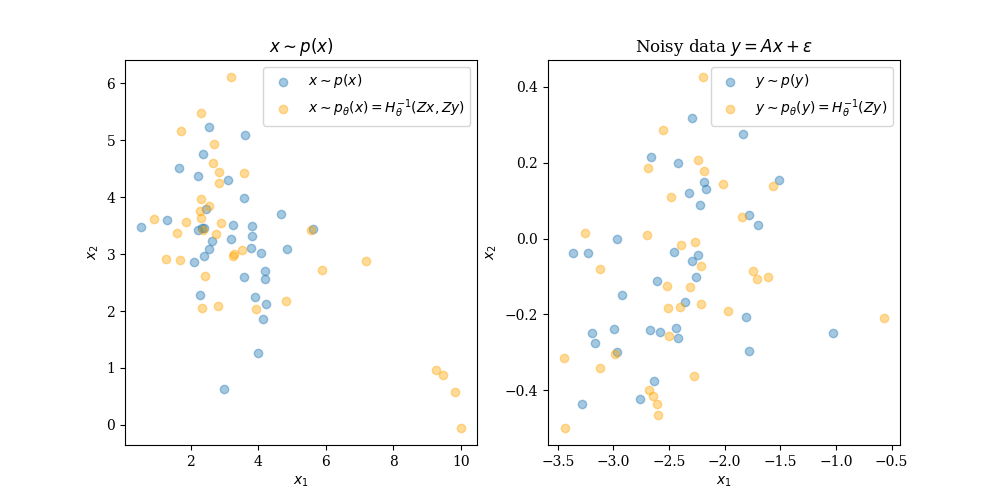 x ∼ p(x)
x ∼ p(x)
x ∼ p_θ(x) = H_θ^{-1}(Zx, Zy)
6
5
4
3
2
1
0
x_2
2
4
6
8
10
x_1
Noisy data y = Ax + ε
y ∼ p(y)
y ∼ p_θ(y) = H_θ^{-1}(Zy)
0.4
0.2
0.0
−0.2
−0.4
x_2
−3.5
−3.0
−2.5
−2.0
−1.5
−1.0
−0.5
x_1